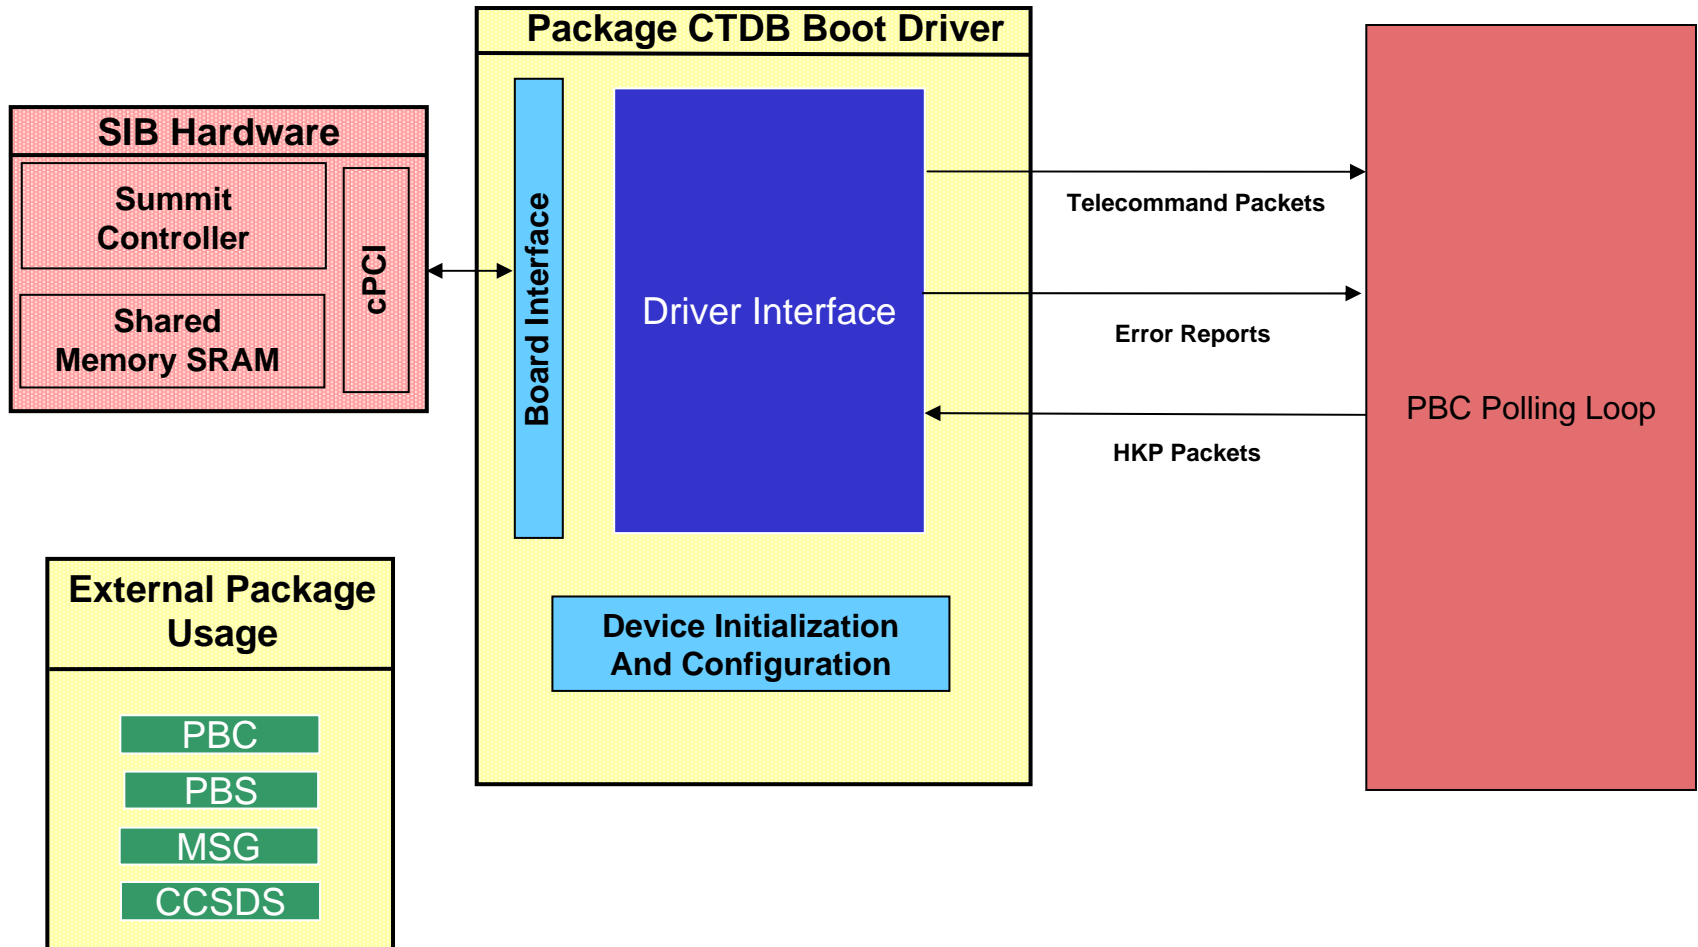 Package CTDB Boot Driver
SIB Hardware
Summit
Controller
Shared
Memory SRAM
cPCI
Board Interface
Driver Interface
Device Initialization
And Configuration
Telecommand Packets
Error Reports
HKP Packets
PBC Polling Loop
External Package
Usage
PBC
PBS
MSG
CCSDS